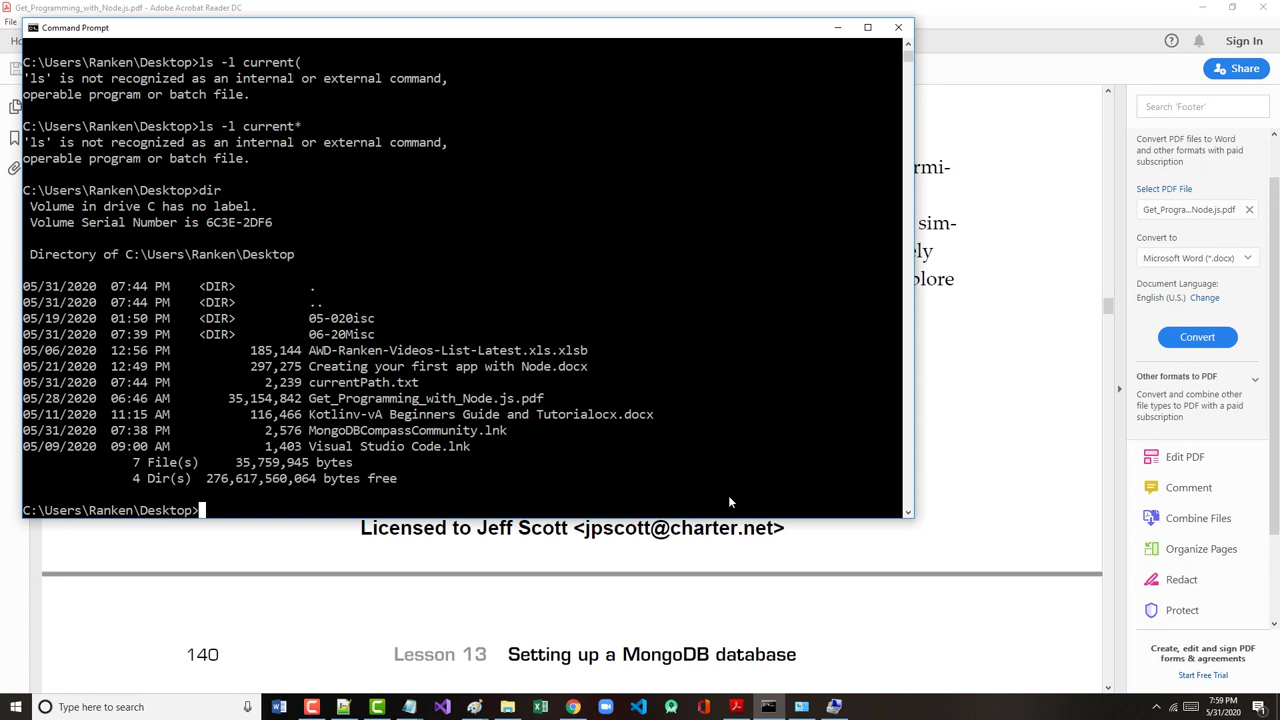 Get_Programming_with_Node.js.pdf - Adobe Acrobat Reader DC
File
Command Prompt
Sign In
Share
C:\Users\Ranken\Desktop>ls -l current(
'ls' is not recognized as an internal or external command,
operable program or batch file.
C:\Users\Ranken\Desktop>ls -l current*
'ls' is not recognized as an internal or external command,
operable program or batch file.
C:\Users\Ranken\Desktop>dir
Volume in drive C has no label.
Volume Serial Number is 6C3E-2DF6
Directory of C:\Users\Ranken\Desktop
05/31/2020 07:44 PM <DIR> .
05/31/2020 07:44 PM <DIR> ..
05/19/2020 01:50 PM <DIR> 05-020isc
05/31/2020 07:39 PM <DIR> 06-20Misc
05/06/2020 12:56 PM 185,144 AWD-Ranken-Videos-List-Latest.xls.xlsb
05/21/2020 12:49 PM 297,275 Creating your first app with Node.docx
05/31/2020 07:44 PM 2,239 currentPath.txt
05/28/2020 06:46 AM 35,154,842 Get_Programming_with_Node.js.pdf
05/11/2020 11:15 AM 116,466 Kotlinv-vA Beginners Guide and Tutorialocx.docx
05/31/2020 07:38 PM 2,576 MongoDBCompassCommunity.lnk
05/09/2020 09:00 AM 1,403 Visual Studio Code.lnk
7 File(s) 35,759,945 bytes
4 Dir(s) 276,617,560,064 bytes free
C:\Users\Ranken\Desktop>
rmi-
sim-
ely
plore
Licensed to Jeff Scott <jpscott@charter.net>
140 Lesson 13 Setting up a MongoDB database
Search 'Footer'
Convert PDF files to Word
and other formats with paid
subscription
Select PDF File
Get_Progra...Node.js.pdf
Convert to
Microsoft Word (*.docx)
Document Language:
English (U.S.) Change
Convert
Other formats to PDF
Convert and combine other
file types to PDF with paid
subscription
Edit PDF
Comment
Combine Files
Organize Pages
Redact
Protect
Create, edit and sign PDF
forms & agreements
Start Free Trial
Type here to search
7:59 PM
5/31/2020